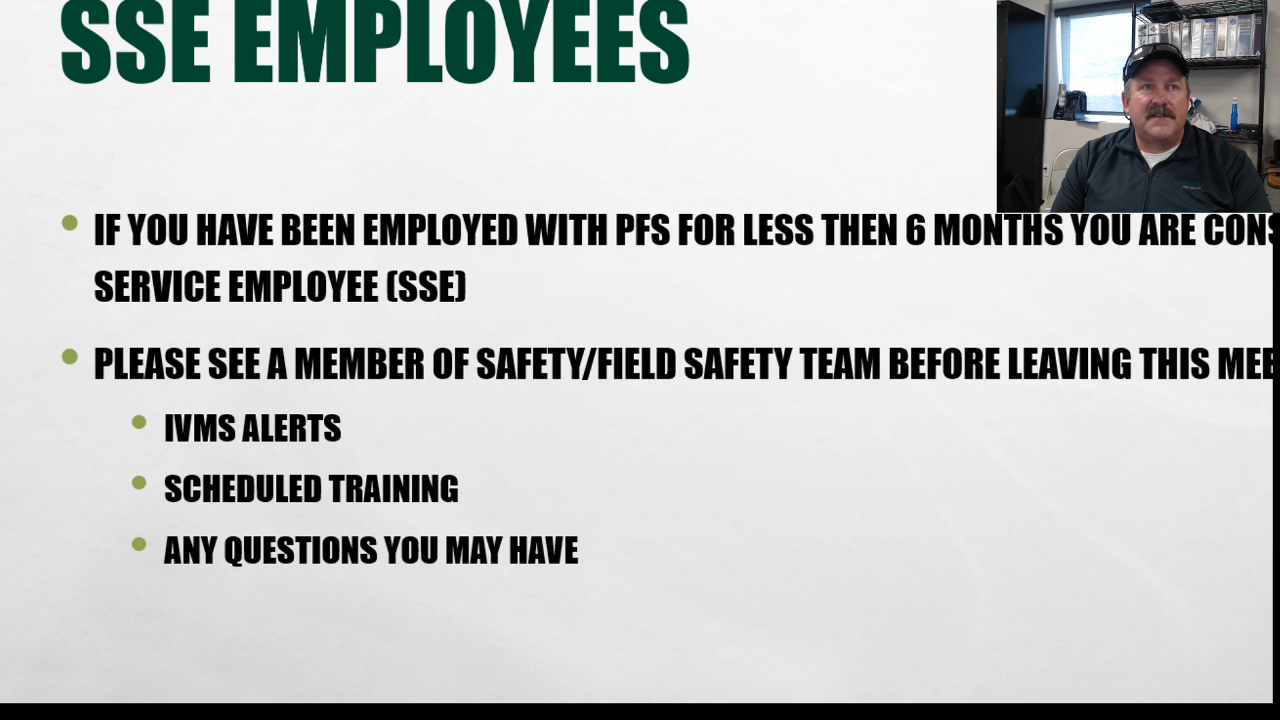 SSE EMPLOYEES
IF YOU HAVE BEEN EMPLOYED WITH PFS FOR LESS THEN 6 MONTHS YOU ARE CONS
SERVICE EMPLOYEE (SSE)
PLEASE SEE A MEMBER OF SAFETY/FIELD SAFETY TEAM BEFORE LEAVING THIS MEE
IVMS ALERTS
SCHEDULED TRAINING
ANY QUESTIONS YOU MAY HAVE